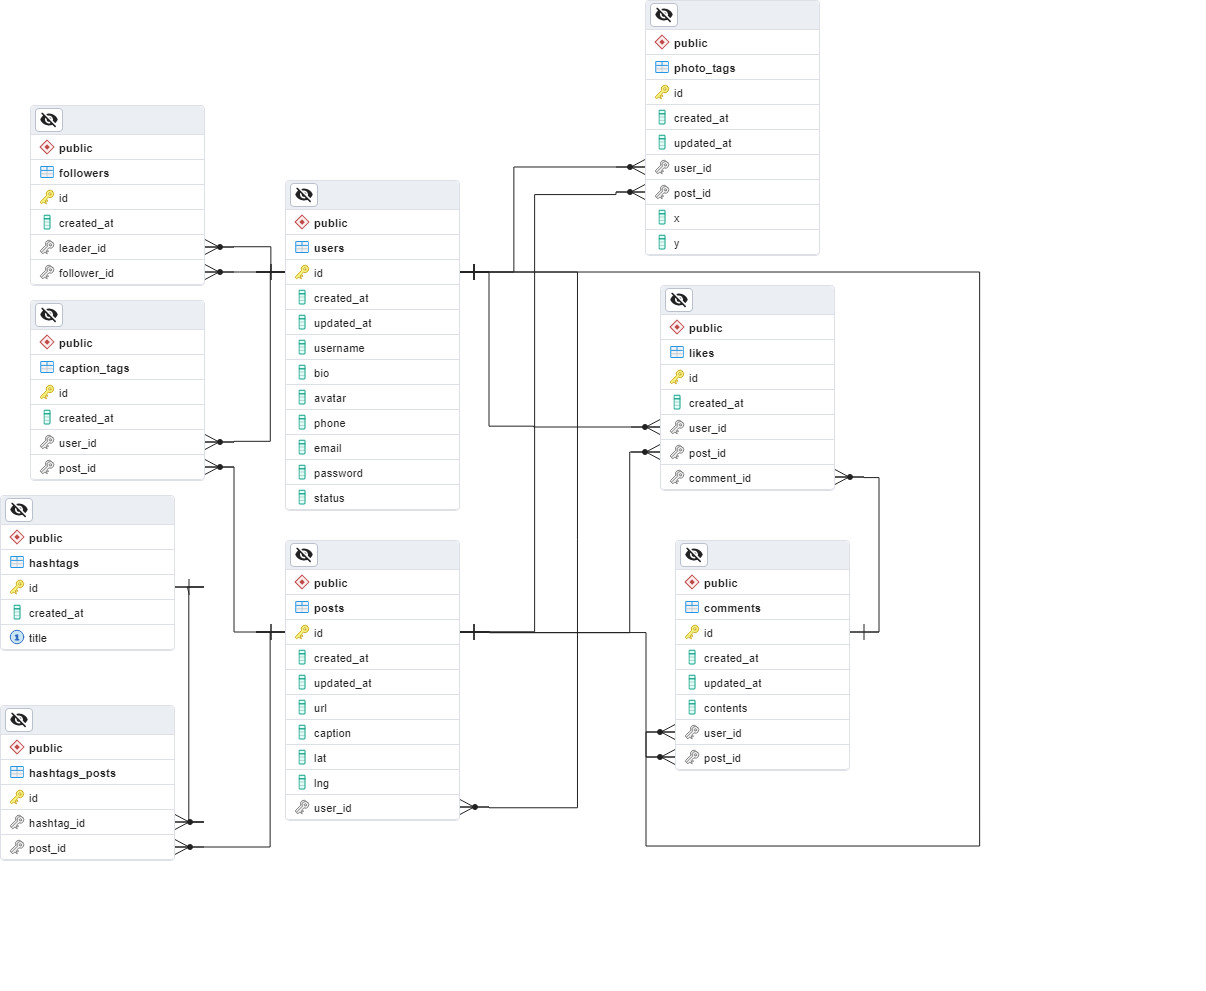 public
photo_tags
id
created_at
updated_at
user_id
post_id
x
y
public
followers
id
created_at
leader_id
follower_id
public
users
id
created_at
updated_at
username
bio
avatar
phone
email
password
status
public
caption_tags
id
created_at
user_id
post_id
public
likes
id
created_at
user_id
post_id
comment_id
public
hashtags
id
created_at
1 title
public
posts
id
created_at
updated_at
url
caption
lat
lng
user_id
public
comments
id
created_at
updated_at
contents
user_id
post_id
public
hashtags_posts
id
hashtag_id
post_id